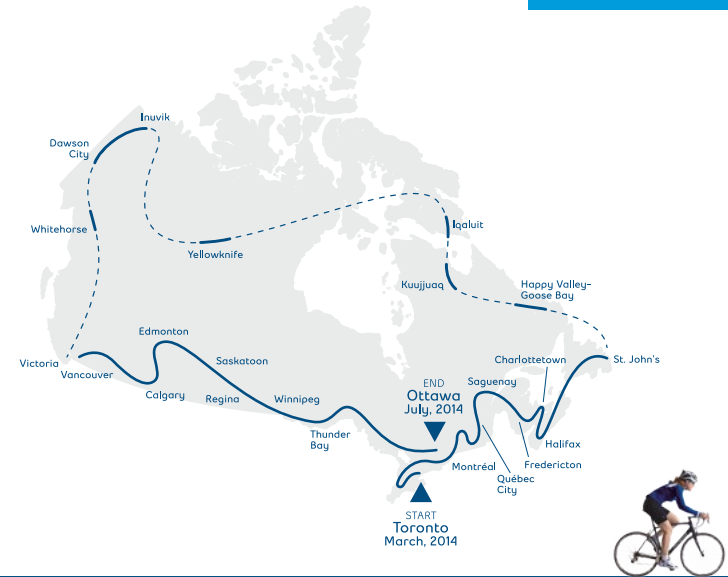 Inuvik
Dawson
City
Whitehorse
Yellowknife
Iqaluit
Kuujjuaq
Happy Valley-
Goose Bay
Victoria
Vancouver
Edmonton
Calgary
Saskatoon
Regina
Winnipeg
Thunder
Bay
END
Ottawa
July, 2014
Saguenay
Charlottetown
St. John's
Halifax
Fredericton
Québec
City
Montréal
START
Toronto
March, 2014